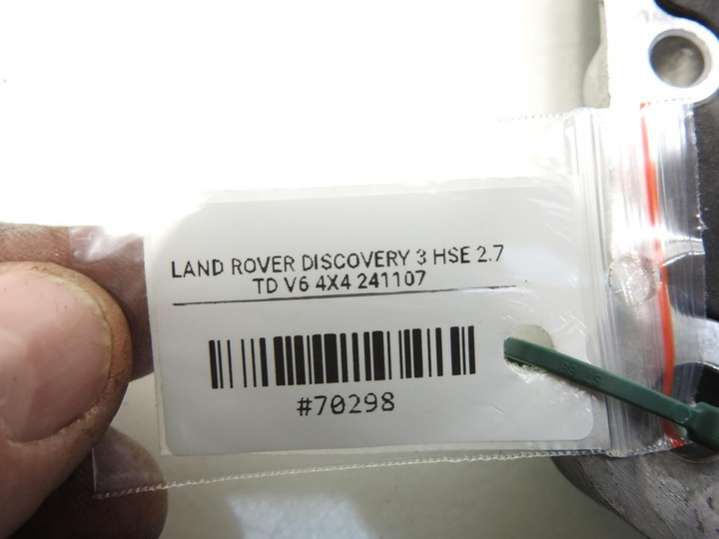 LAND ROVER DISCOVERY 3 HSE 2.7
TD V6 4X4 241107
#70298